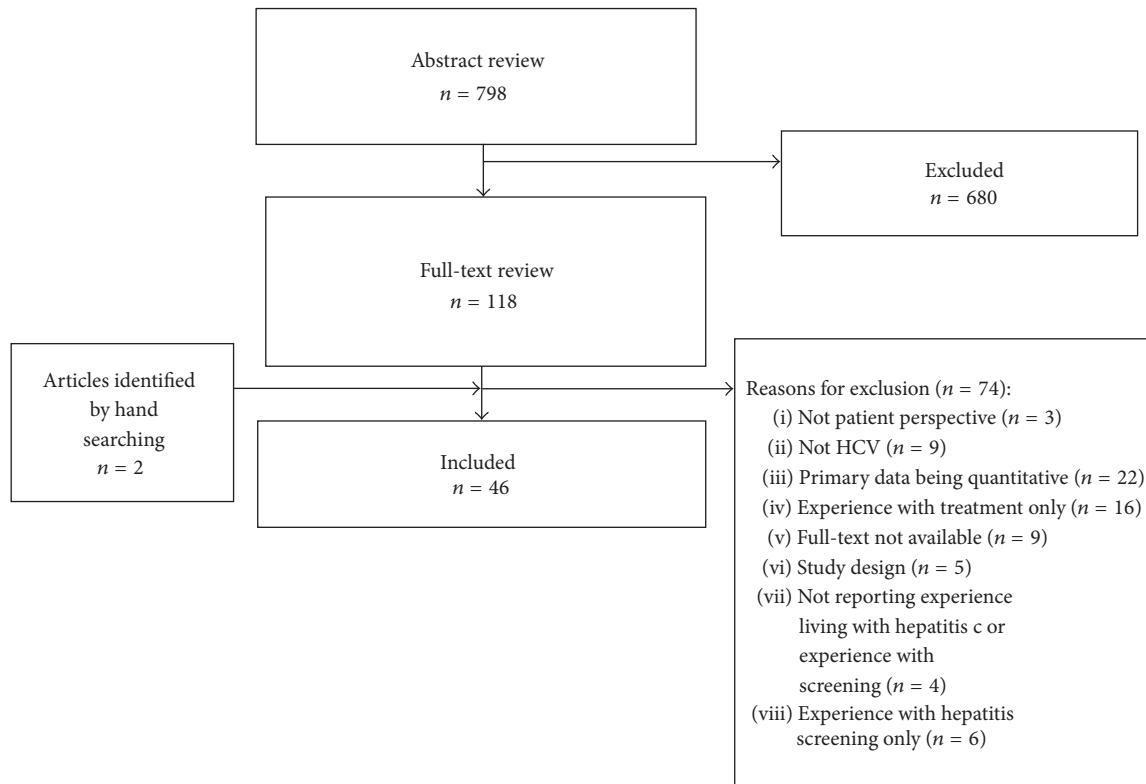 Abstract review
n = 798
Excluded
n = 680
Full-text review
n = 118
Articles identified
by hand
searching
n = 2
Included
n = 46
Reasons for exclusion (n = 74):
(i) Not patient perspective (n = 3)
(ii) Not HCV (n = 9)
(iii) Primary data being quantitative (n = 22)
(iv) Experience with treatment only (n = 16)
(v) Full-text not available (n = 9)
(vi) Study design (n = 5)
(vii) Not reporting experience
living with hepatitis c or
experience with
screening (n = 4)
(viii) Experience with hepatitis
screening only (n = 6)